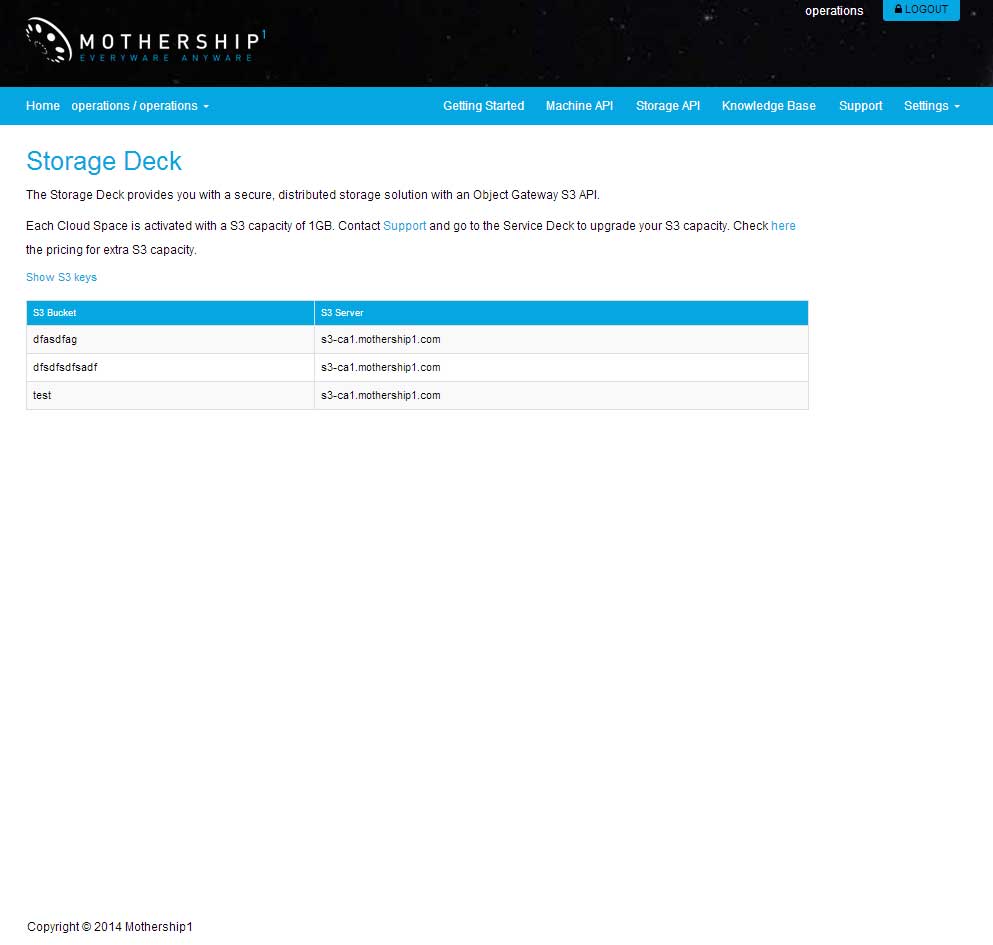 operations
LOGOUT
MOTHERSHIP1
EVERYWARE ANYWARE
Home operations / operations Getting Started Machine API Storage API Knowledge Base Support Settings
Storage Deck
The Storage Deck provides you with a secure, distributed storage solution with an Object Gateway S3 API.
Each Cloud Space is activated with a S3 capacity of 1GB. Contact Support and go to the Service Deck to upgrade your S3 capacity. Check here
the pricing for extra S3 capacity.
Show S3 keys
S3 Bucket S3 Server
dfasdfag s3-ca1.mothership1.com
dfsdfsdfsadf s3-ca1.mothership1.com
test s3-ca1.mothership1.com
Copyright © 2014 Mothership1